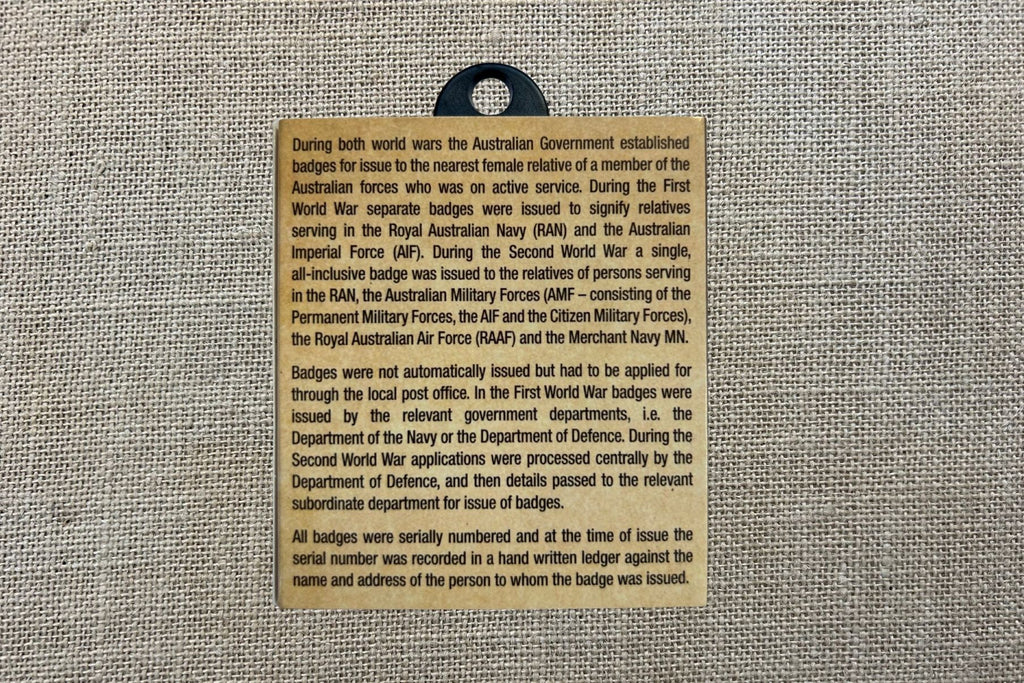 During both world wars the Australian Government established
badges for issue to the nearest female relative of a member of the
Australian forces who was on active service. During the First
World War separate badges were issued to signify relatives
serving in the Royal Australian Navy (RAN) and the Australian
Imperial Force (AIF). During the Second World War a single,
all-inclusive badge was issued to the relatives of persons serving
in the RAN, the Australian Military Forces (AMF – consisting of the
Permanent Military Forces, the AIF and the Citizen Military Forces),
the Royal Australian Air Force (RAAF) and the Merchant Navy MN.
Badges were not automatically issued but had to be applied for
through the local post office. In the First World War badges were
issued by the relevant government departments, i.e. the
Department of the Navy or the Department of Defence. During the
Second World War applications were processed centrally by the
Department of Defence, and then details passed to the relevant
subordinate department for issue of badges.
All badges were serially numbered and at the time of issue the
serial number was recorded in a hand written ledger against the
name and address of the person to whom the badge was issued.